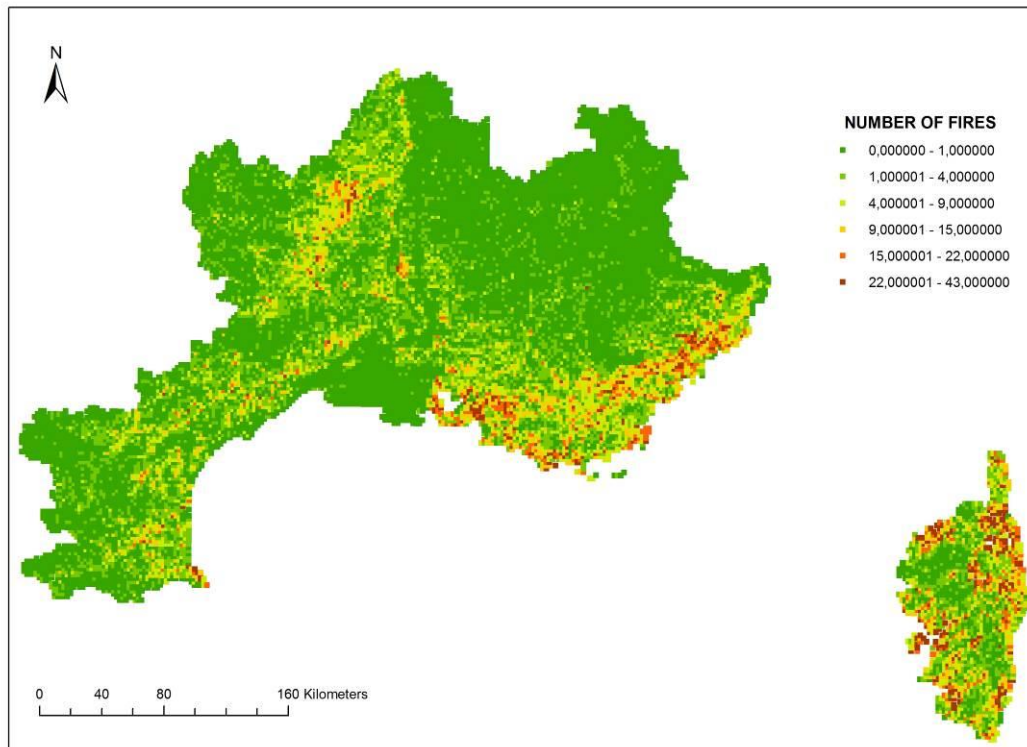 N
NUMBER OF FIRES
0,000000 - 1,000000
1,000001 - 4,000000
4,000001 - 9,000000
9,000001 - 15,000000
15,000001 - 22,000000
22,000001 - 43,000000
0 40 80 160 Kilometers